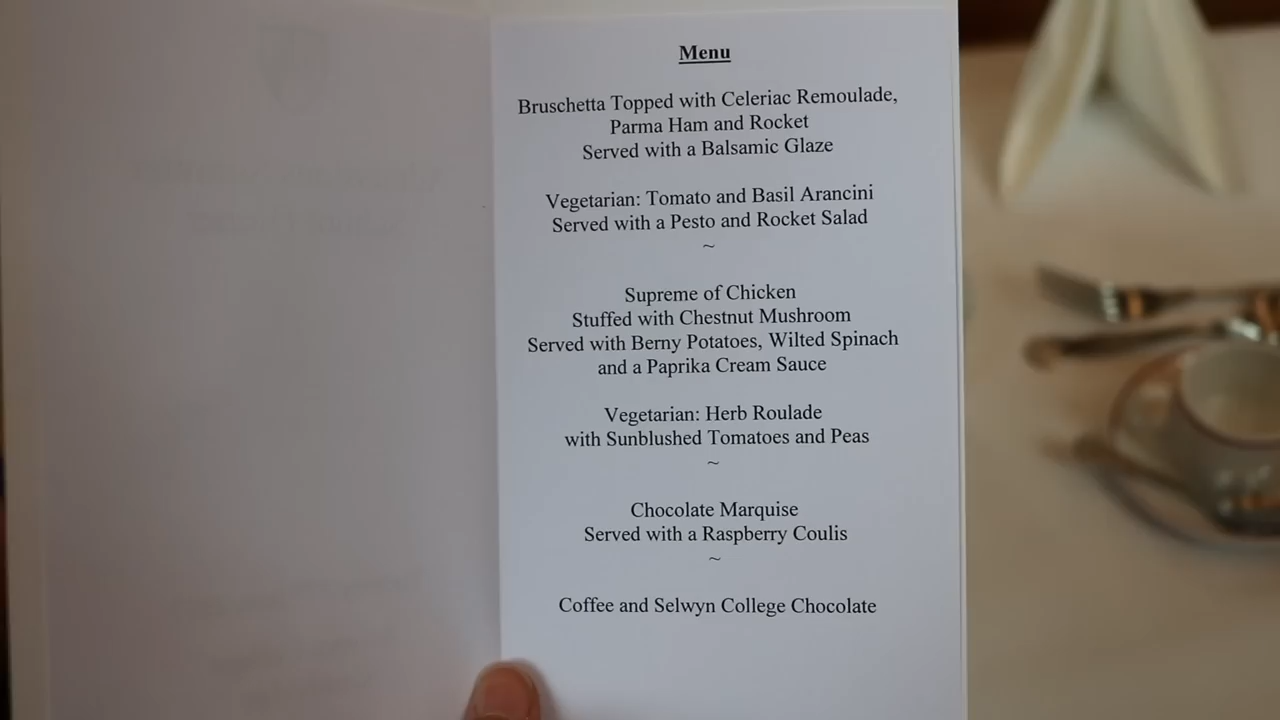 Menu
Bruschetta Topped with Celeriac Remoulade,
Parma Ham and Rocket
Served with a Balsamic Glaze
Vegetarian: Tomato and Basil Arancini
Served with a Pesto and Rocket Salad
~
Supreme of Chicken
Stuffed with Chestnut Mushroom
Served with Berny Potatoes, Wilted Spinach
and a Paprika Cream Sauce
Vegetarian: Herb Roulade
with Sunblushed Tomatoes and Peas
~
Chocolate Marquise
Served with a Raspberry Coulis
~
Coffee and Selwyn College Chocolate